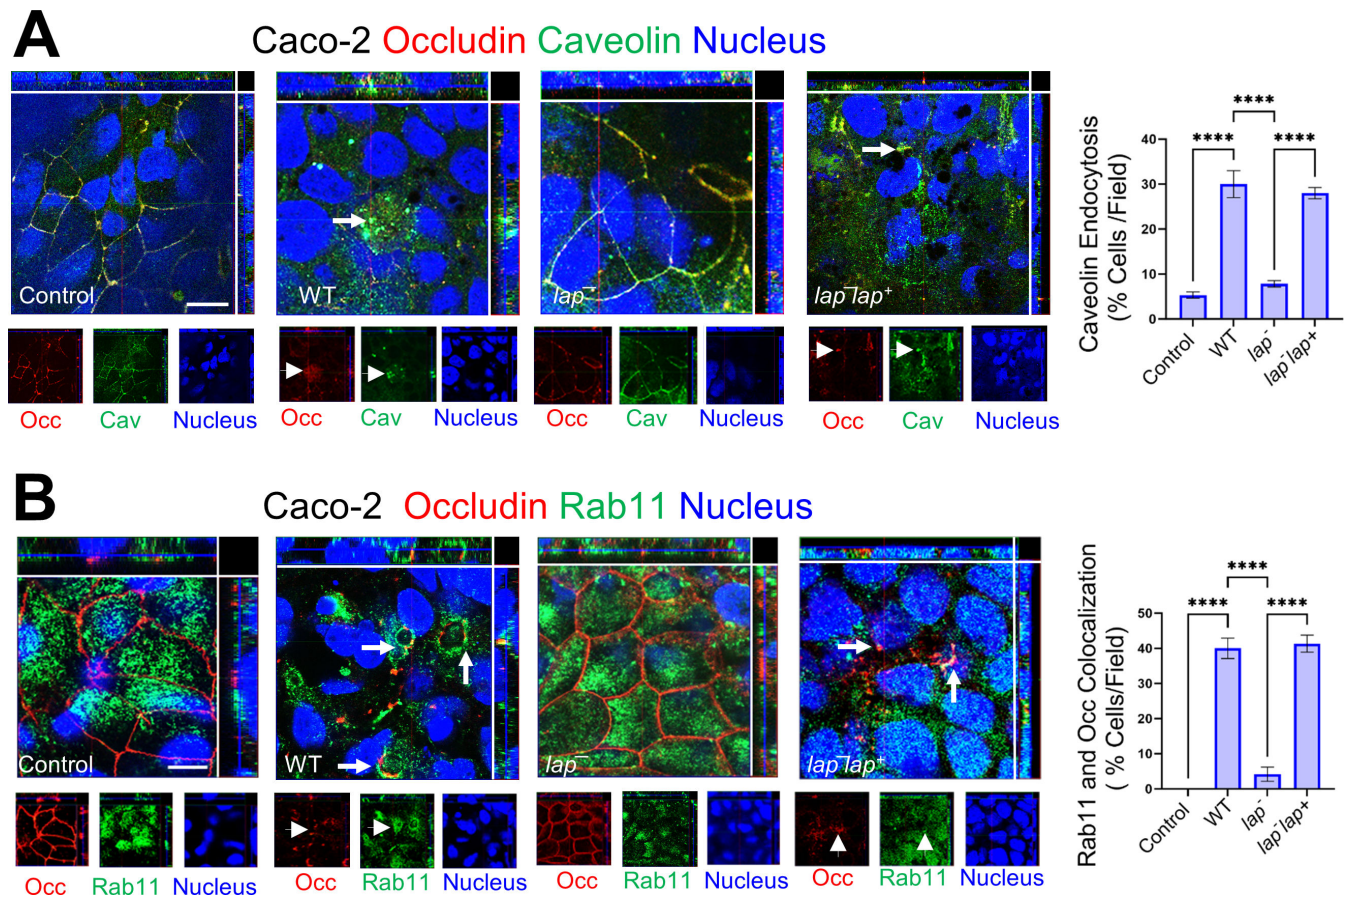 A
Caco-2 Occludin Caveolin Nucleus
Control
WT
lap⁻
lap⁻lap⁺
Occ Cav Nucleus
Occ Cav Nucleus
Occ Cav Nucleus
Occ Cav Nucleus
Caveolin Endocytosis
(% Cells /Field)
40
30
20
10
0
****
****
****
Control
WT
lap⁻
lap⁻lap+
B
Caco-2 Occludin Rab11 Nucleus
Control
WT
lap⁻
lap⁻lap⁺
Occ Rab11 Nucleus
Occ Rab11 Nucleus
Occ Rab11 Nucleus
Occ Rab11 Nucleus
Rab11 and Occ Colocalization
( % Cells/Field)
50
40
30
20
10
0
****
****
****
Control
WT
lap⁻
lap⁻lap+